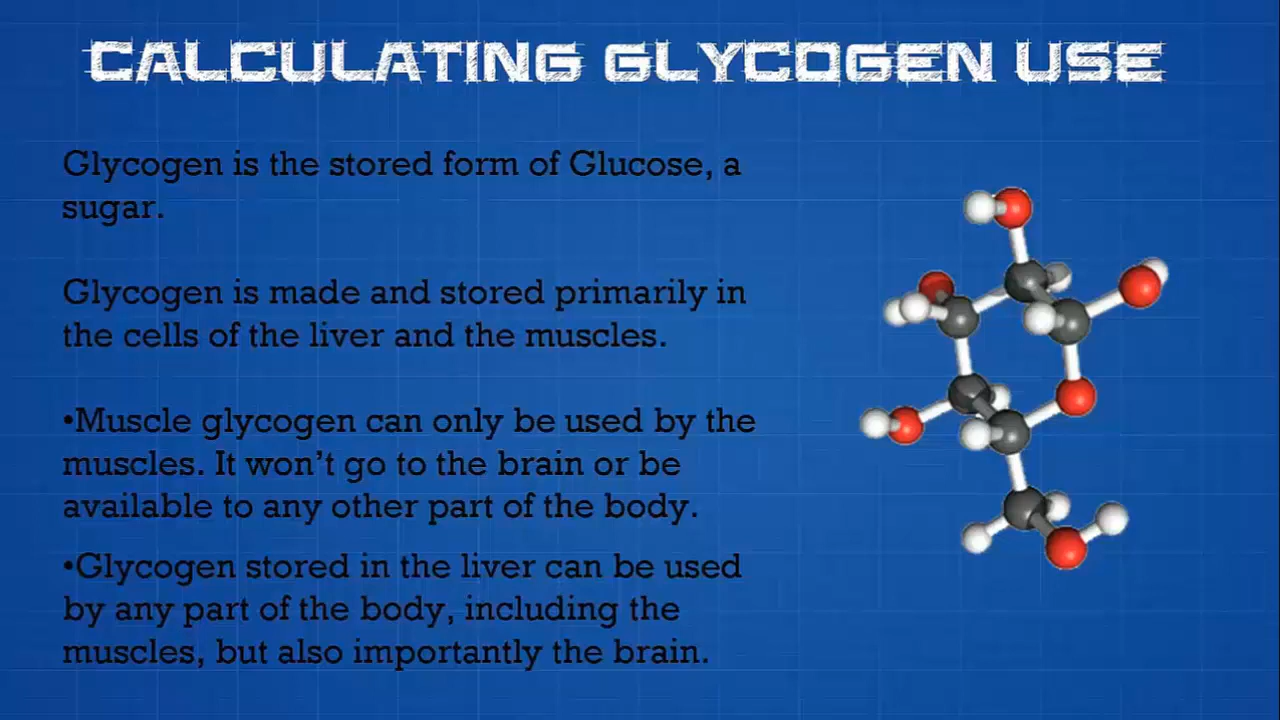 CALCULATING GLYCOGEN USE
Glycogen is the stored form of Glucose, a
sugar.
Glycogen is made and stored primarily in
the cells of the liver and the muscles.
•Muscle glycogen can only be used by the
muscles. It won’t go to the brain or be
available to any other part of the body.
•Glycogen stored in the liver can be used
by any part of the body, including the
muscles, but also importantly the brain.